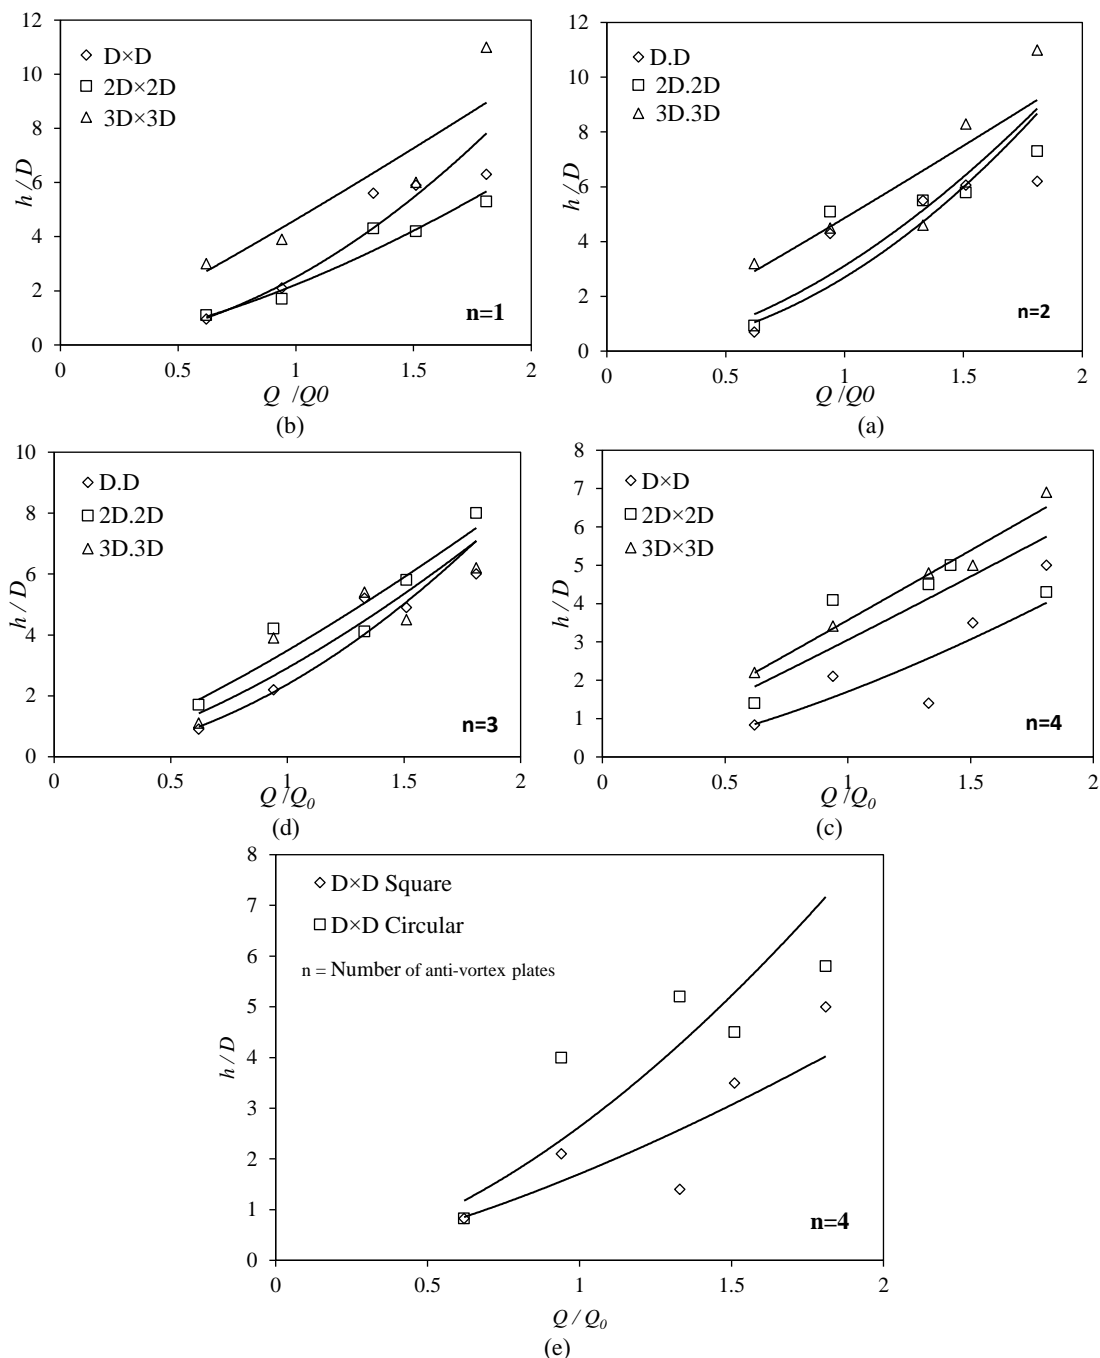 12
10
8
6
4
2
0
h / D
D×D
2D×2D
3D×3D
n=1
0
0.5
1
1.5
2
Q /Q0
(b)
12
10
8
6
4
2
0
h / D
D.D
2D.2D
3D.3D
n=2
0
0.5
1
1.5
2
Q /Q0
(a)
10
8
6
4
2
0
h / D
D.D
2D.2D
3D.3D
n=3
0
0.5
1
1.5
2
Q /Q0
(d)
8
7
6
5
4
3
2
1
0
h / D
D×D
2D×2D
3D×3D
n=4
0
0.5
1
1.5
2
Q /Q0
(c)
8
7
6
5
4
3
2
1
0
h / D
D×D Square
D×D Circular
n = Number of anti-vortex plates
n=4
0
0.5
1
1.5
2
Q / Q0
(e)